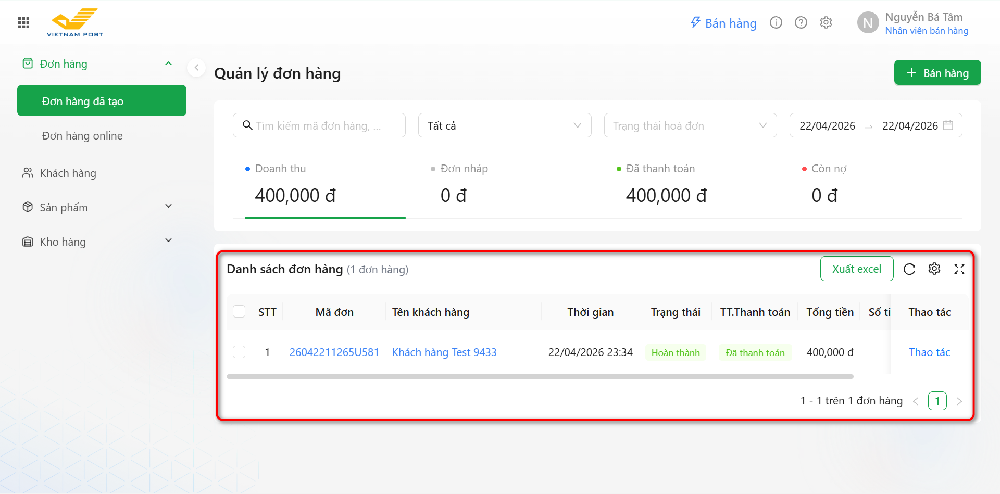 VIETNAM POST
Bán hàng
N
Nguyễn Bá Tâm
Nhân viên bán hàng
Đơn hàng
Đơn hàng đã tạo
Đơn hàng online
Khách hàng
Sản phẩm
Kho hàng
Quản lý đơn hàng
Bán hàng
Tìm kiếm mã đơn hàng, ...
Tất cả
Trạng thái hoá đơn
22/04/2026 → 22/04/2026
Doanh thu
400,000 đ
Đơn nháp
0 đ
Đã thanh toán
400,000 đ
Còn nợ
0 đ
Danh sách đơn hàng (1 đơn hàng)
Xuất excel
STT Mã đơn Tên khách hàng Thời gian Trạng thái TT.Thanh toán Tổng tiền Số ti Thao tác
1 26042211265U581 Khách hàng Test 9433 22/04/2026 23:34 Hoàn thành Đã thanh toán 400,000 đ Thao tác
1 - 1 trên 1 đơn hàng < 1 >